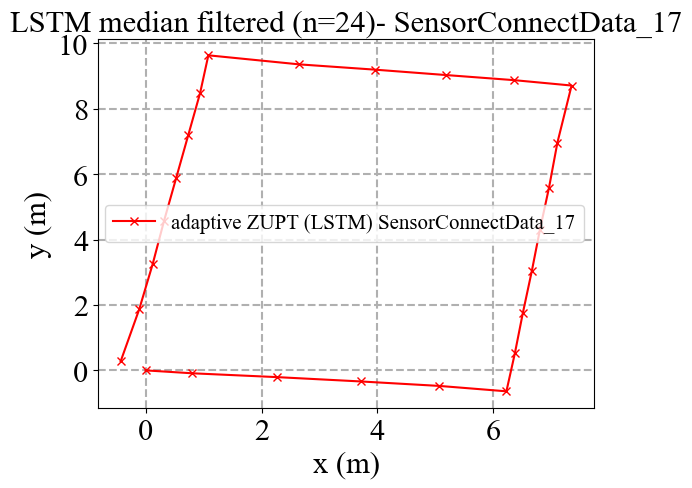 LSTM median filtered (n=24)- SensorConnectData_17
10
8
6
4
2
0
y (m)
adaptive ZUPT (LSTM) SensorConnectData_17
0 2 4 6
x (m)